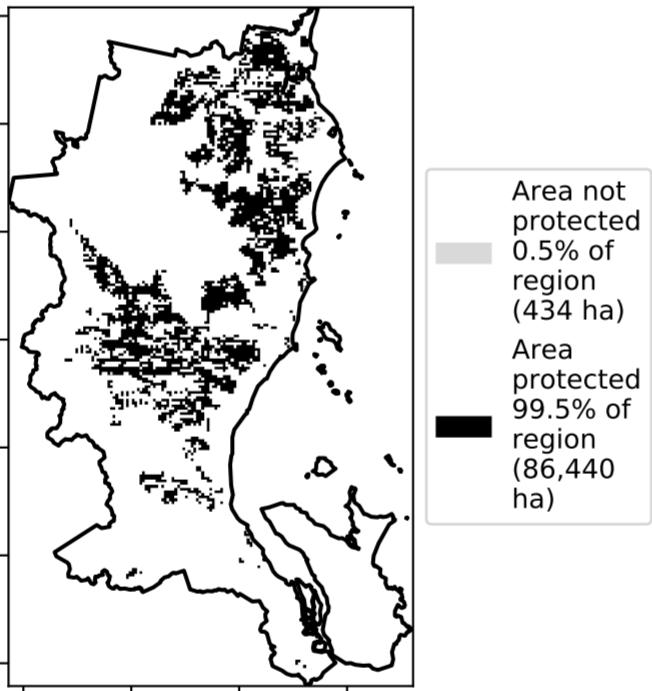 Area not
protected
0.5% of
region
(434 ha)
Area
protected
99.5% of
region
(86,440
ha)